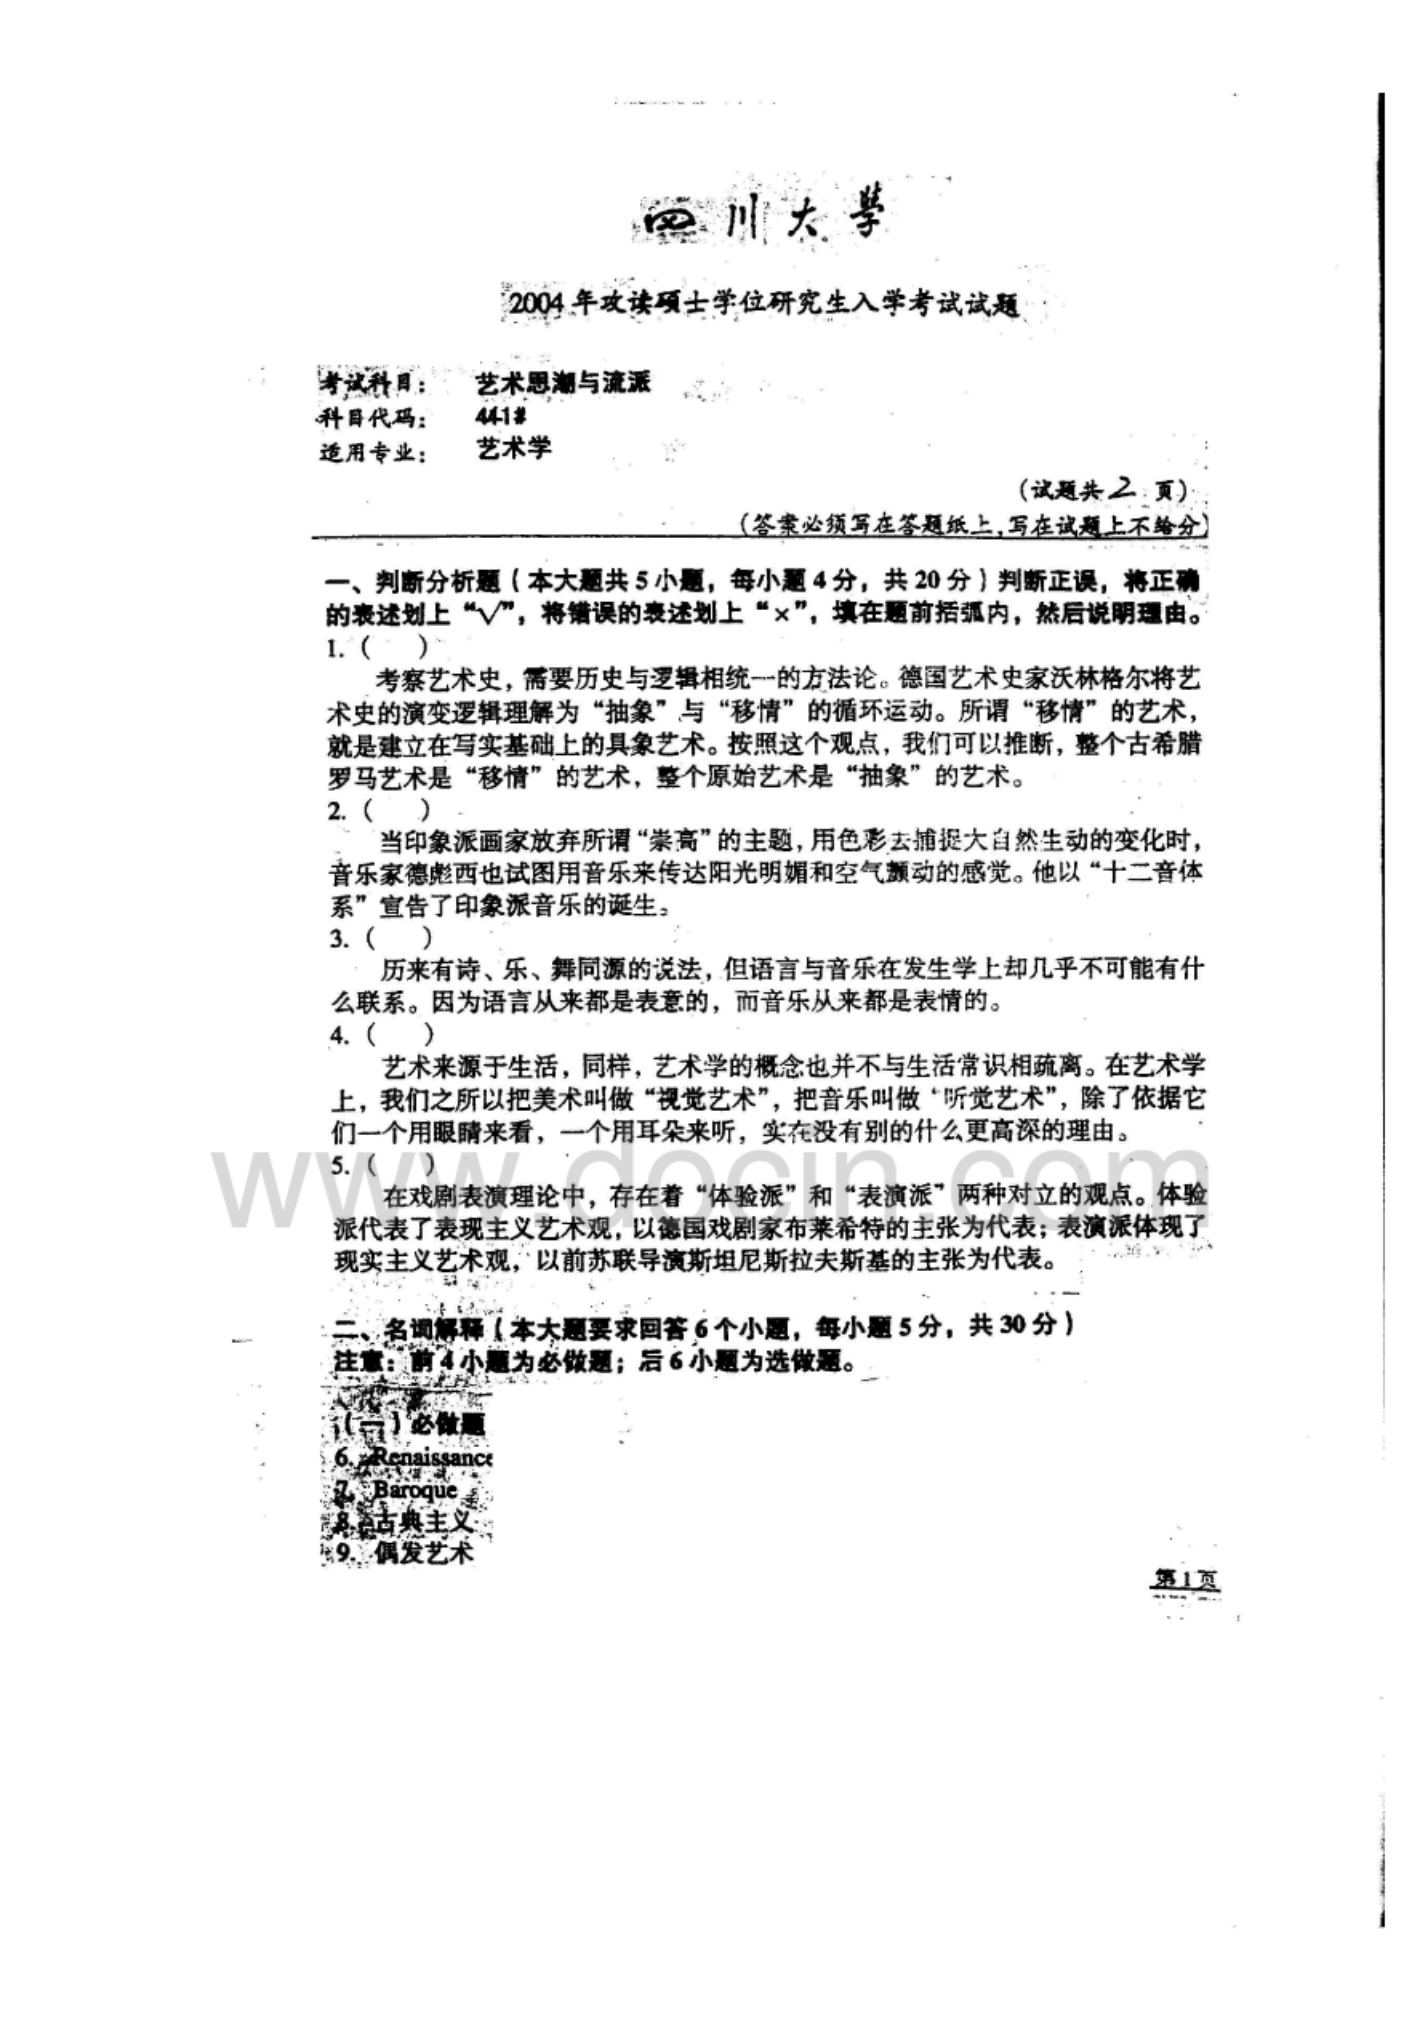 四川大學
2004年攻读硕士学位研究生入学考试试题
考试科目： 艺术思潮与流派
科目代码： 441#
适用专业： 艺术学
（试题共2页）
（答案必须写在答题纸上，写在试题上不给分）
一、判断分析题（本大题共5小题，每小题4分，共20分）判断正误，将正确
的表述划上“√”，将错误的表述划上“×”，填在题前括弧内，然后说明理由。
1.（ ）
考察艺术史，需要历史与逻辑相统一的方法论。德国艺术史家沃林格尔将艺
术史的演变逻辑理解为“抽象”与“移情”的循环运动。所谓“移情”的艺术，
就是建立在写实基础上的具象艺术。按照这个观点，我们可以推断，整个古希腊
罗马艺术是“移情”的艺术，整个原始艺术是“抽象”的艺术。
2.（ ）
当印象派画家放弃所谓“崇高”的主题，用色彩去捕捉大自然生动的变化时，
音乐家德彪西也试图用音乐来传达阳光明媚和空气颤动的感觉。他以“十二音体
系”宣告了印象派音乐的诞生。
3.（ ）
历来有诗、乐、舞同源的说法，但语言与音乐在发生学上却几乎不可能有什
么联系。因为语言从来都是表意的，而音乐从来都是表情的。
4.（ ）
艺术来源于生活，同样，艺术学的概念也并不与生活常识相疏离。在艺术学
上，我们之所以把美术叫做“视觉艺术”，把音乐叫做“听觉艺术”，除了依据它
们一个用眼睛来看，一个用耳朵来听，实在没有别的什么更高深的理由。
www.docin.com
5.（ ）
在戏剧表演理论中，存在着“体验派”和“表演派”两种对立的观点。体验
派代表了表现主义艺术观，以德国戏剧家布莱希特的主张为代表；表演派体现了
现实主义艺术观，以前苏联导演斯坦尼斯拉夫斯基的主张为代表。
二、名词解释（本大题要求回答6个小题，每小题5分，共30分）
注意：前4小题为必做题；后6小题为选做题。
（一）必做题
6. Renaissance
7. Baroque
8. 古典主义
9. 偶发艺术
第1页